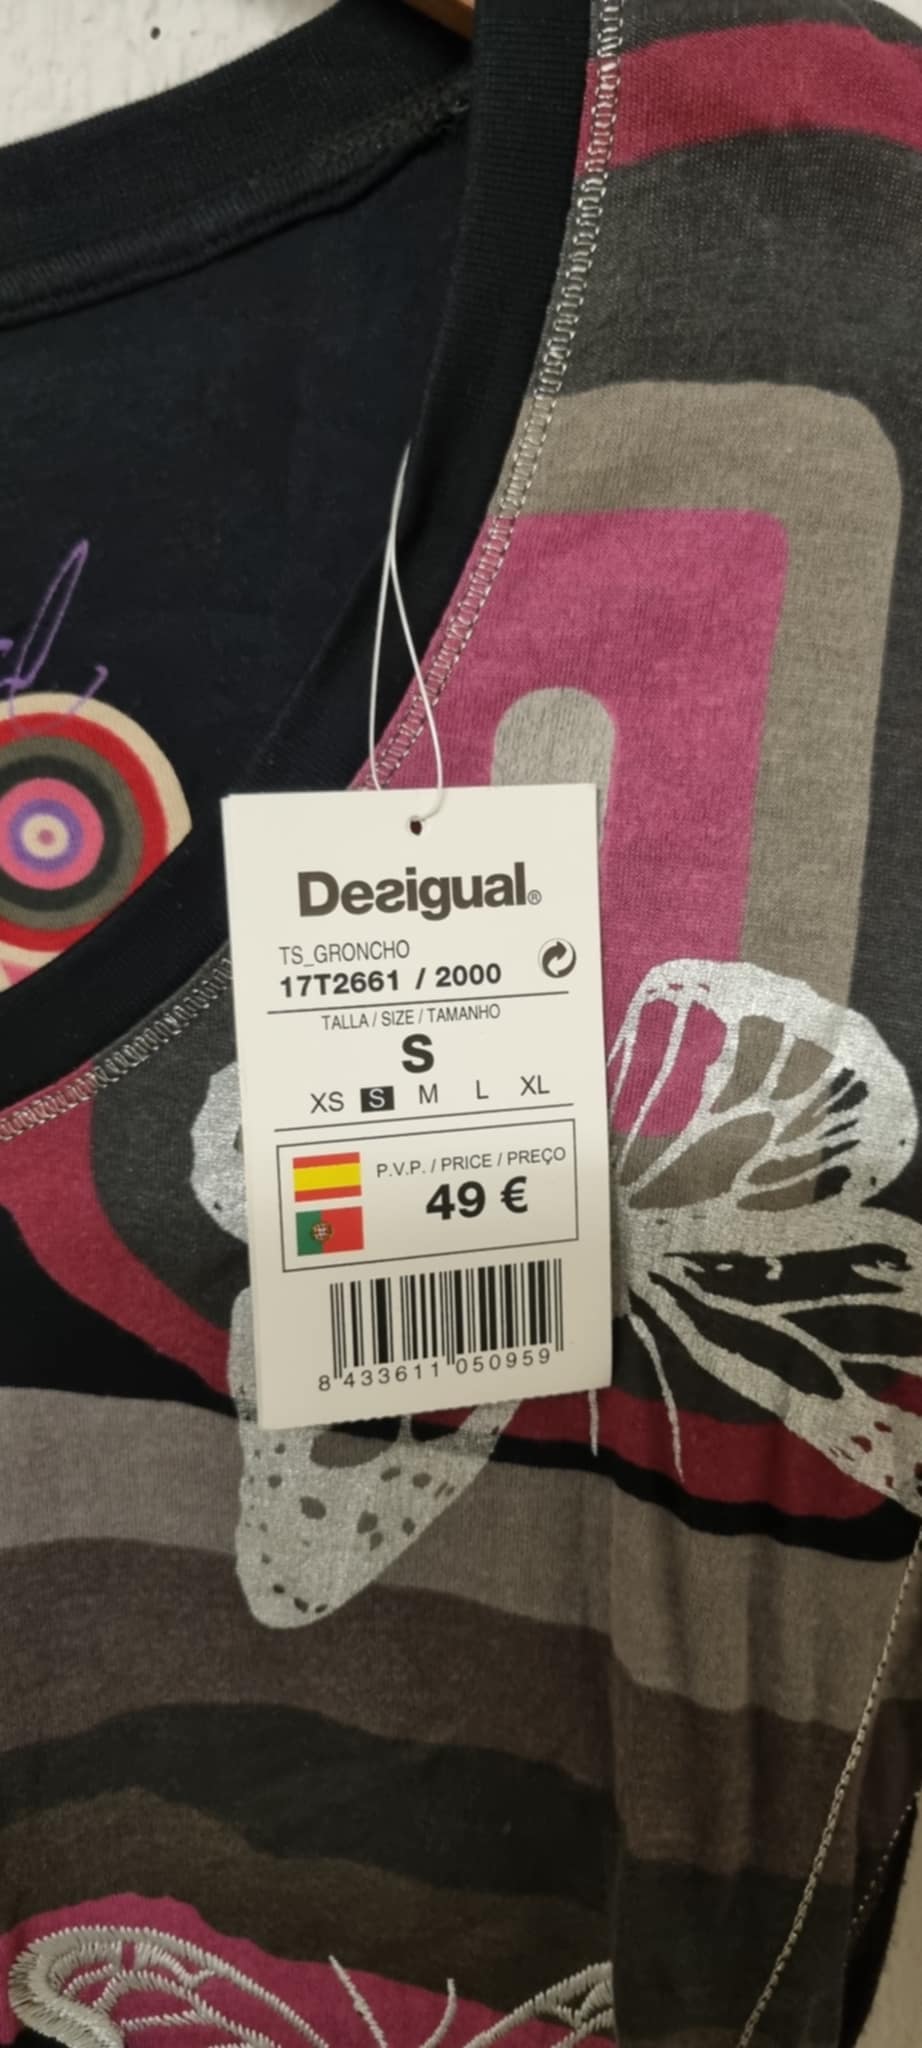 Desigual®
TS_GRONCHO
17T2661 / 2000
TALLA / SIZE / TAMANHO
S
XS S M L XL
P.V.P. / PRICE / PREÇO
49 €
8 433611 050959